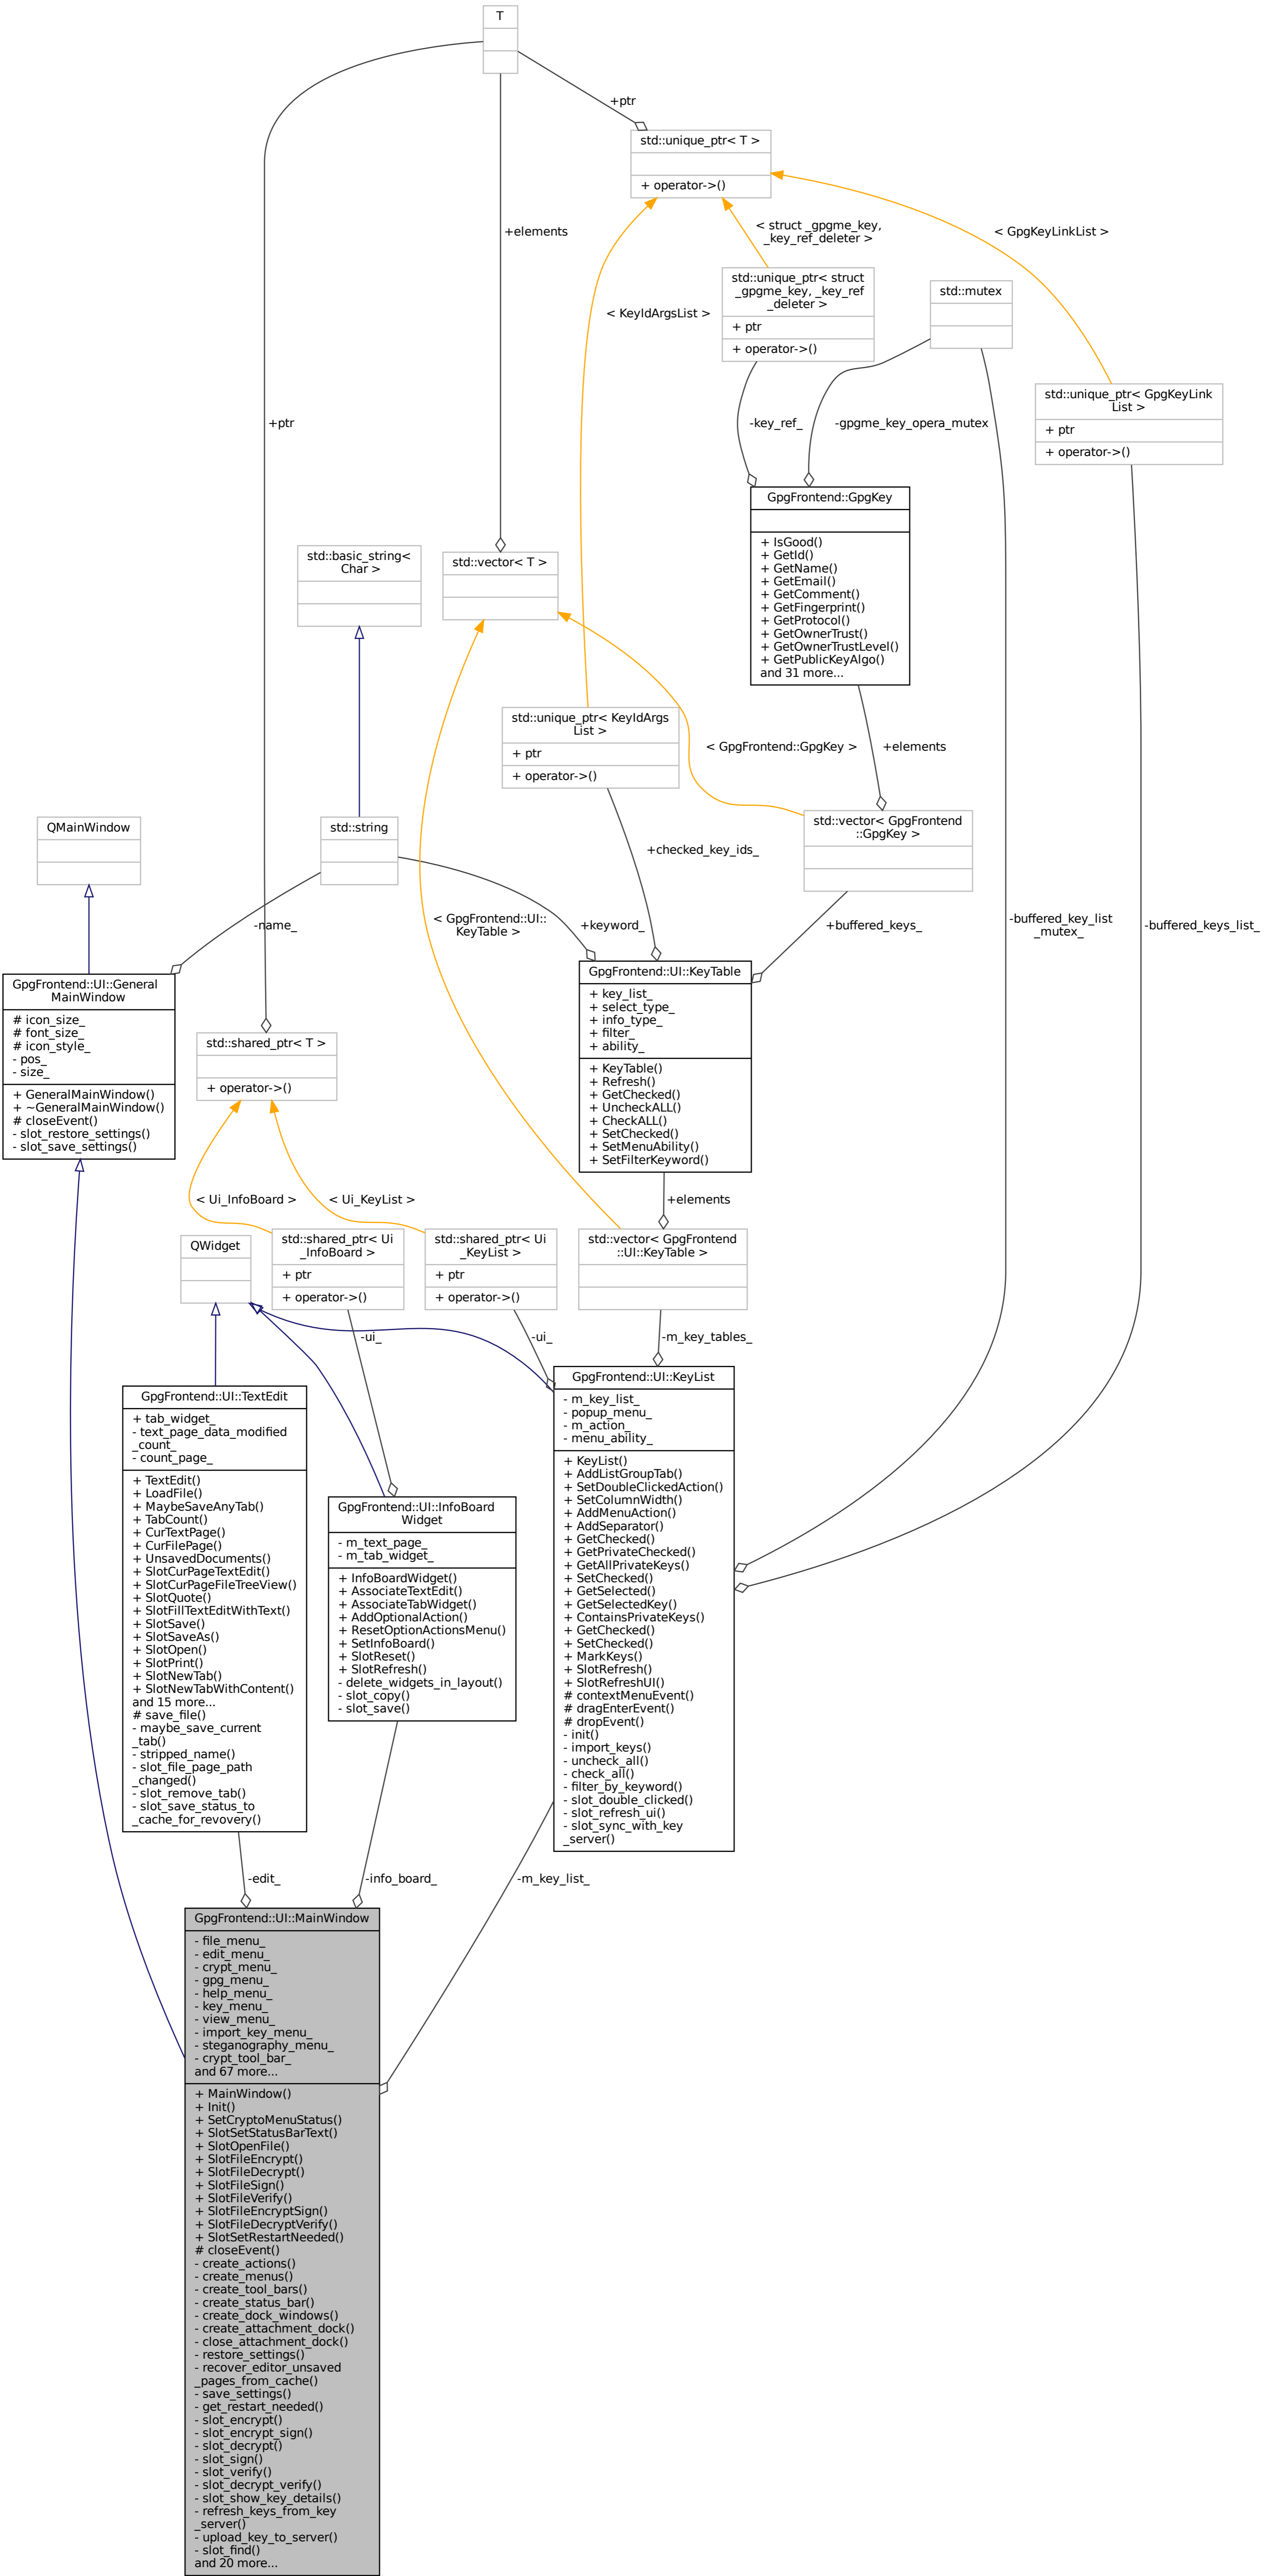 T
+ptr
std::unique_ptr< T >
+ operator->()
+elements
< struct _gpgme_key,
_key_ref_deleter >
< GpgKeyLinkList >
std::unique_ptr< struct
_gpgme_key, _key_ref
_deleter >
+ ptr
+ operator->()
std::mutex
< KeyIdArgsList >
std::unique_ptr< GpgKeyLink
List >
+ ptr
+ operator->()
+ptr
-key_ref_
-gpgme_key_opera_mutex
GpgFrontend::GpgKey
+ IsGood()
+ GetId()
+ GetName()
+ GetEmail()
+ GetComment()
+ GetFingerprint()
+ GetProtocol()
+ GetOwnerTrust()
+ GetOwnerTrustLevel()
+ GetPublicKeyAlgo()
and 31 more...
std::basic_string<
Char >
std::vector< T >
std::unique_ptr< KeyIdArgs
List >
+ ptr
+ operator->()
< GpgFrontend::GpgKey >
+elements
QMainWindow
std::string
std::vector< GpgFrontend
::GpgKey >
+checked_key_ids_
-name_
< GpgFrontend::UI::
KeyTable >
+keyword_
+buffered_keys_
-buffered_key_list
_mutex_
-buffered_keys_list_
GpgFrontend::UI::General
MainWindow
# icon_size_
# font_size_
# icon_style_
- pos_
- size_
+ GeneralMainWindow()
+ ~GeneralMainWindow()
# closeEvent()
- slot_restore_settings()
- slot_save_settings()
std::shared_ptr< T >
+ operator->()
GpgFrontend::UI::KeyTable
+ key_list_
+ select_type_
+ info_type_
+ filter_
+ ability_
+ KeyTable()
+ Refresh()
+ GetChecked()
+ UncheckALL()
+ CheckALL()
+ SetChecked()
+ SetMenuAbility()
+ SetFilterKeyword()
< Ui_InfoBoard >
< Ui_KeyList >
+elements
QWidget
std::shared_ptr< Ui
_InfoBoard >
+ ptr
+ operator->()
std::shared_ptr< Ui
_KeyList >
+ ptr
+ operator->()
std::vector< GpgFrontend
::UI::KeyTable >
-ui_
-ui_
-m_key_tables_
GpgFrontend::UI::TextEdit
+ tab_widget_
- text_page_data_modified
_count_
- count_page_
+ TextEdit()
+ LoadFile()
+ MaybeSaveAnyTab()
+ TabCount()
+ CurTextPage()
+ CurFilePage()
+ UnsavedDocuments()
+ SlotCurPageTextEdit()
+ SlotCurPageFileTreeView()
+ SlotQuote()
+ SlotFillTextEditWithText()
+ SlotSave()
+ SlotSaveAs()
+ SlotOpen()
+ SlotPrint()
+ SlotNewTab()
+ SlotNewTabWithContent()
and 15 more...
# save_file()
- maybe_save_current
_tab()
- stripped_name()
- slot_file_page_path
_changed()
- slot_remove_tab()
- slot_save_status_to
_cache_for_revovery()
GpgFrontend::UI::InfoBoard
Widget
- m_text_page_
- m_tab_widget_
+ InfoBoardWidget()
+ AssociateTextEdit()
+ AssociateTabWidget()
+ AddOptionalAction()
+ ResetOptionActionsMenu()
+ SetInfoBoard()
+ SlotReset()
+ SlotRefresh()
- delete_widgets_in_layout()
- slot_copy()
- slot_save()
GpgFrontend::UI::KeyList
- m_key_list_
- popup_menu_
- m_action_
- menu_ability_
+ KeyList()
+ AddListGroupTab()
+ SetDoubleClickedAction()
+ SetColumnWidth()
+ AddMenuAction()
+ AddSeparator()
+ GetChecked()
+ GetPrivateChecked()
+ GetAllPrivateKeys()
+ SetChecked()
+ GetSelected()
+ GetSelectedKey()
+ ContainsPrivateKeys()
+ GetChecked()
+ SetChecked()
+ MarkKeys()
+ SlotRefresh()
+ SlotRefreshUI()
# contextMenuEvent()
# dragEnterEvent()
# dropEvent()
- init()
- import_keys()
- uncheck_all()
- check_all()
- filter_by_keyword()
- slot_double_clicked()
- slot_refresh_ui()
- slot_sync_with_key
_server()
-edit_
-info_board_
-m_key_list_
GpgFrontend::UI::MainWindow
- file_menu_
- edit_menu_
- crypt_menu_
- gpg_menu_
- help_menu_
- key_menu_
- view_menu_
- import_key_menu_
- steganography_menu_
- crypt_tool_bar_
and 67 more...
+ MainWindow()
+ Init()
+ SetCryptoMenuStatus()
+ SlotSetStatusBarText()
+ SlotOpenFile()
+ SlotFileEncrypt()
+ SlotFileDecrypt()
+ SlotFileSign()
+ SlotFileVerify()
+ SlotFileEncryptSign()
+ SlotFileDecryptVerify()
+ SlotSetRestartNeeded()
# closeEvent()
- create_actions()
- create_menus()
- create_tool_bars()
- create_status_bar()
- create_dock_windows()
- create_attachment_dock()
- close_attachment_dock()
- restore_settings()
- recover_editor_unsaved
_pages_from_cache()
- save_settings()
- get_restart_needed()
- slot_encrypt()
- slot_encrypt_sign()
- slot_decrypt()
- slot_sign()
- slot_verify()
- slot_decrypt_verify()
- slot_show_key_details()
- refresh_keys_from_key
_server()
- upload_key_to_server()
- slot_find()
and 20 more...